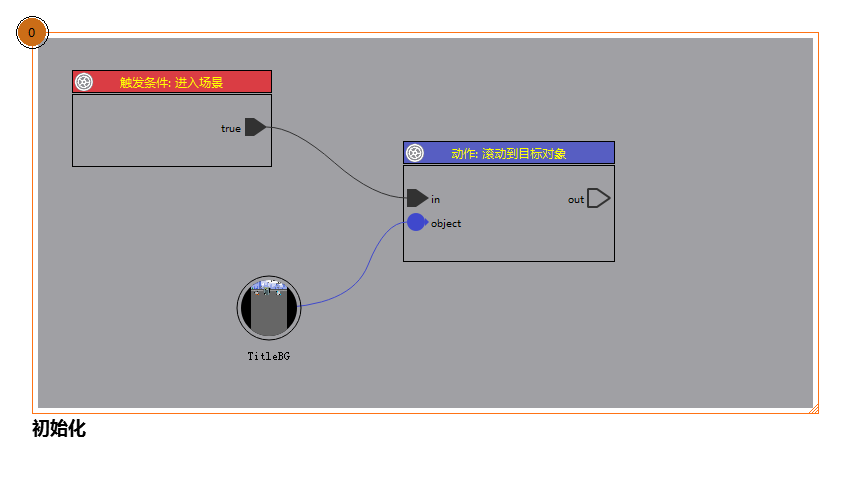 0
触发条件: 进入场景
true
动作: 滚动到目标对象
in
out
object
TitleBG
初始化